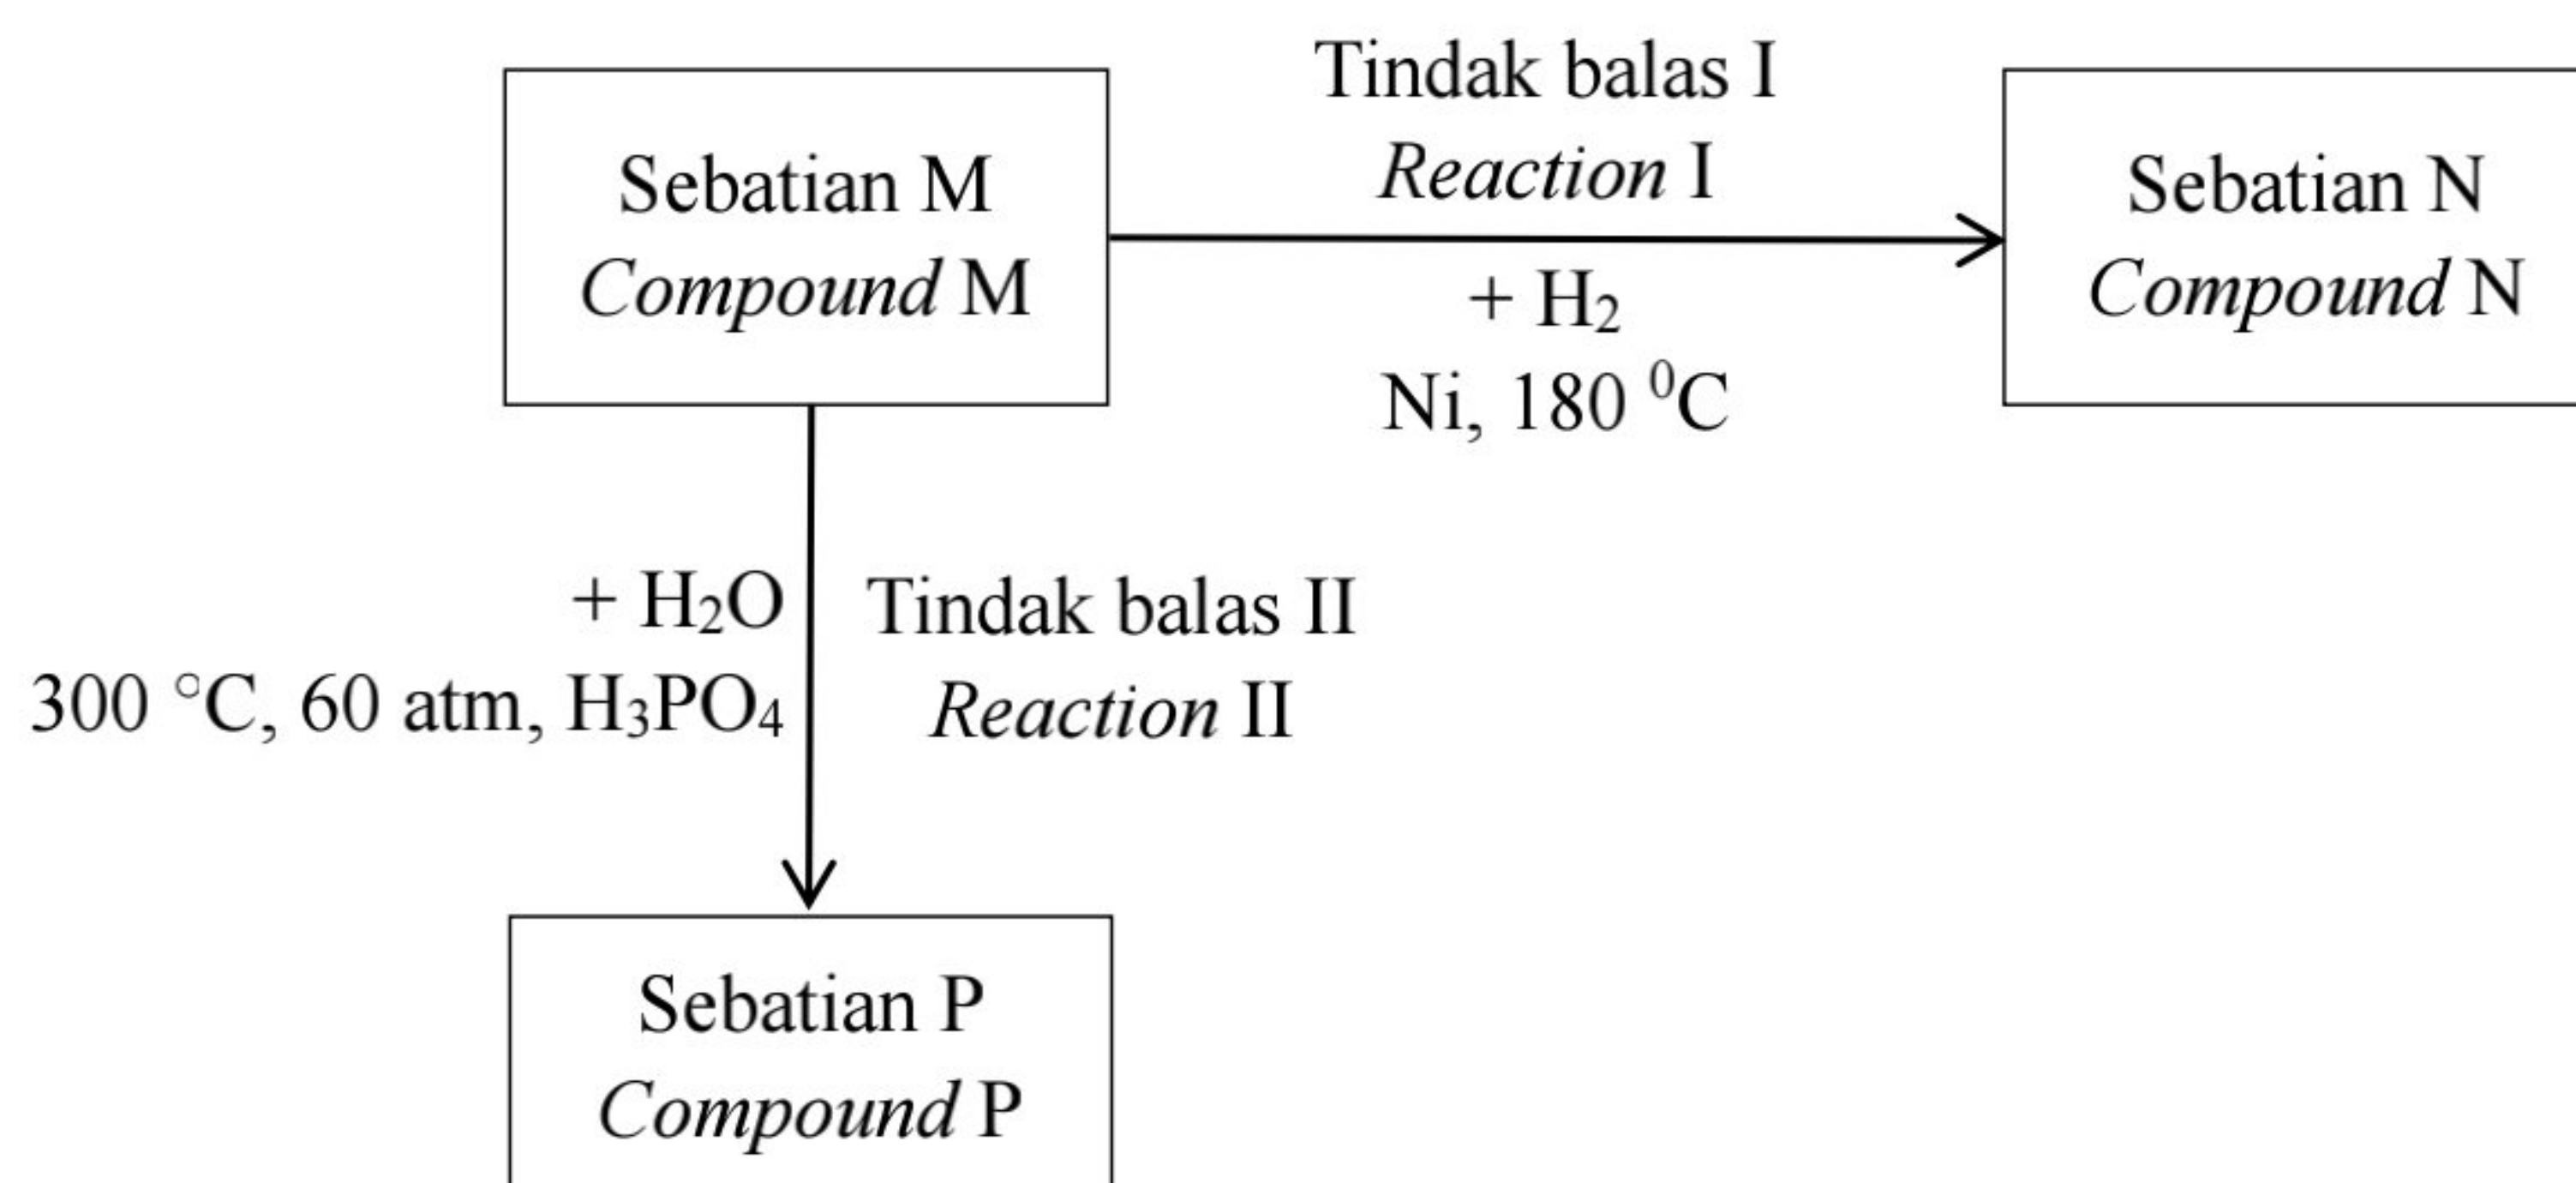 Sebatian M
Compound M
Tindak balas I
Reaction I
+ H₂
Ni, 180 ⁰C
Sebatian N
Compound N
+ H₂O
300 °C, 60 atm, H₃PO₄
Tindak balas II
Reaction II
Sebatian P
Compound P